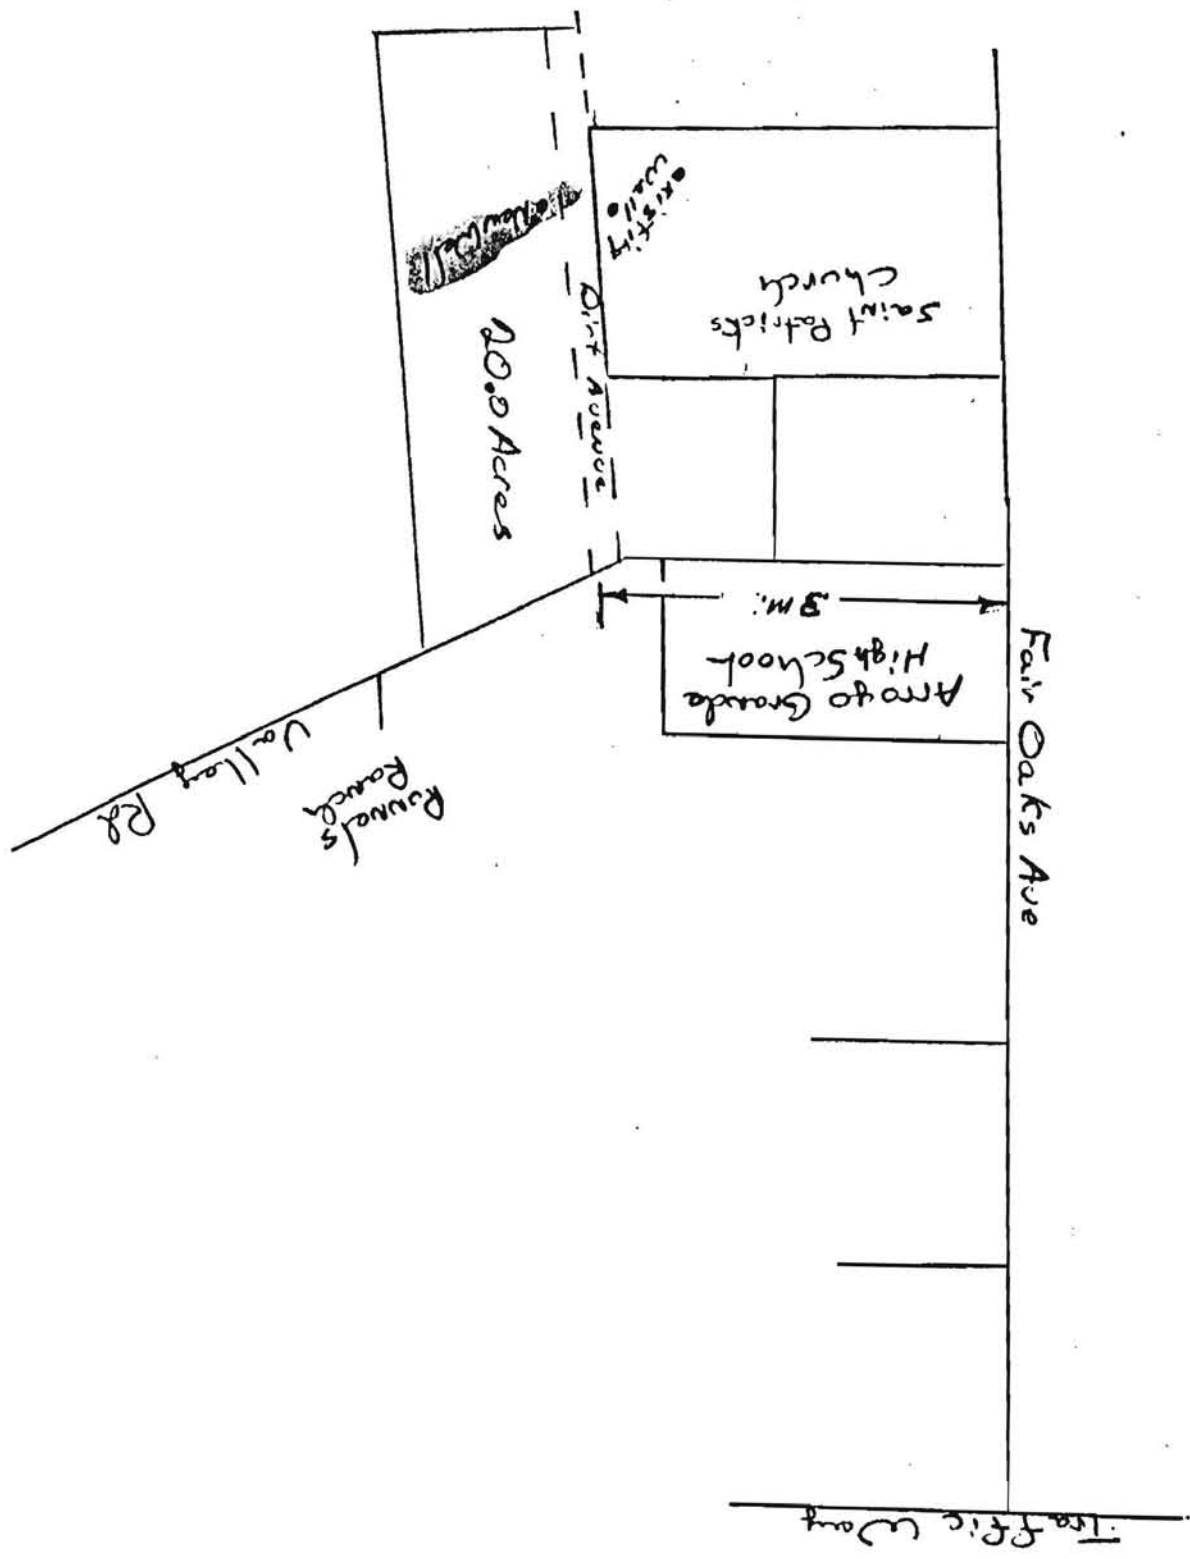 existing
well
Saint Patricks
Church
New Well
Dirt Avenue
20.0 Acres
.3 mi.
Arroyo Grande
High School
Fair Oaks Ave
Valley Rd
Runnels
Ranch
Traffic Way